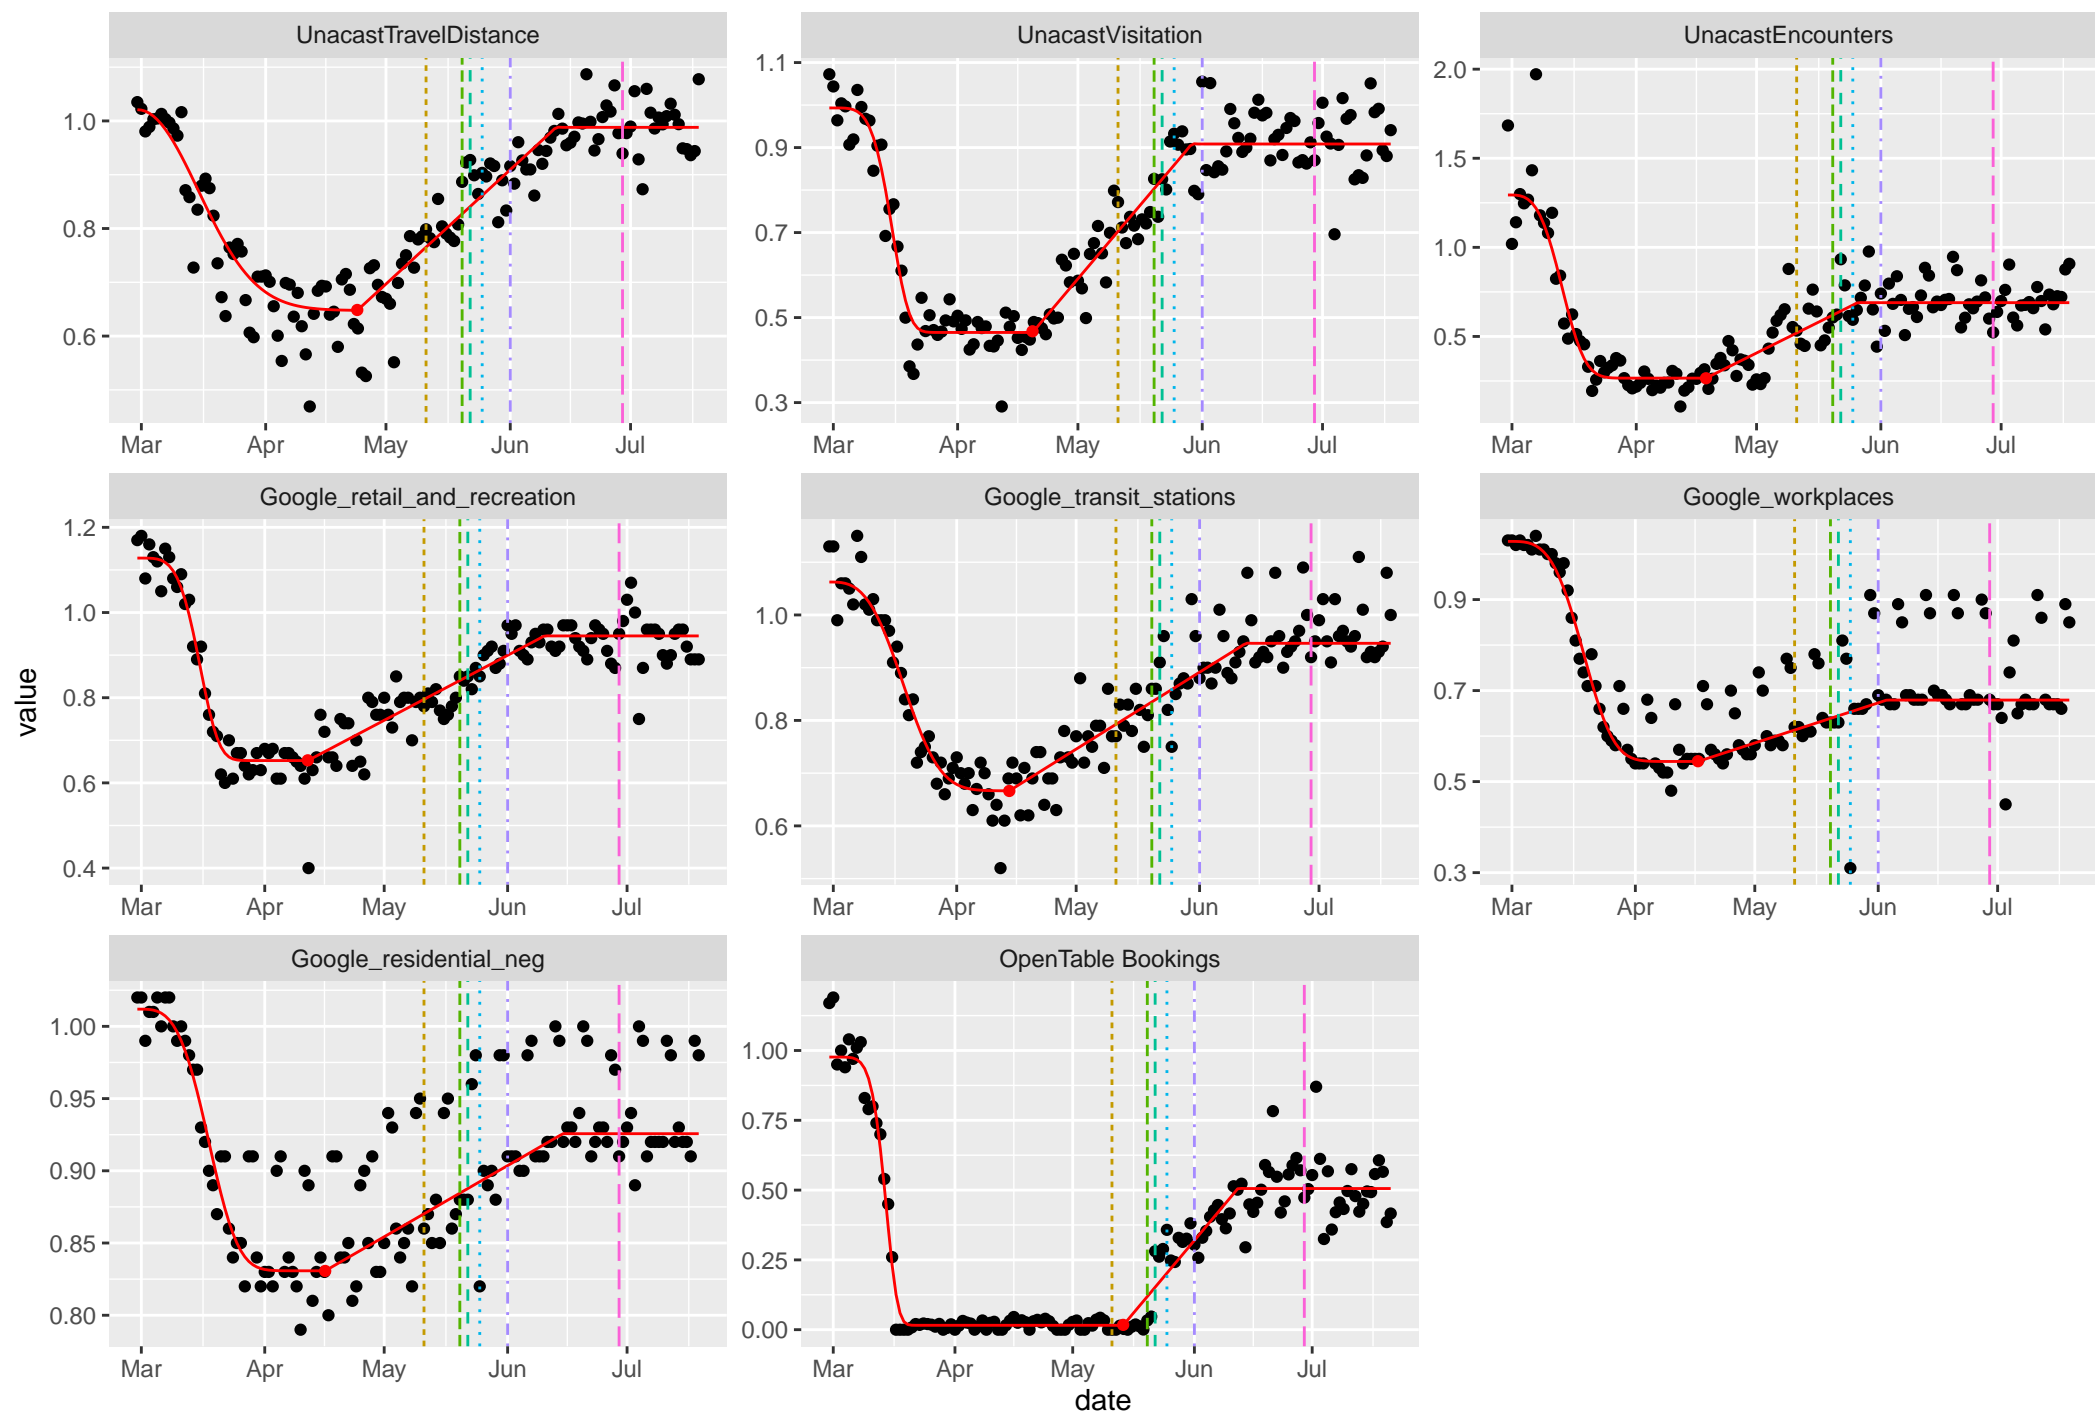 UnacastTravelDistance
UnacastVisitation
UnacastEncounters
1.0
0.8
0.6
Mar Apr May Jun Jul
1.1
0.9
0.7
0.5
0.3
Mar Apr May Jun Jul
2.0
1.5
1.0
0.5
Mar Apr May Jun Jul
Google_retail_and_recreation
Google_transit_stations
Google_workplaces
value
1.2
1.0
0.8
0.6
0.4
Mar Apr May Jun Jul
1.0
0.8
0.6
Mar Apr May Jun Jul
0.9
0.7
0.5
0.3
Mar Apr May Jun Jul
Google_residential_neg
OpenTable Bookings
1.00
0.95
0.90
0.85
0.80
Mar Apr May Jun Jul
1.00
0.75
0.50
0.25
0.00
Mar Apr May Jun Jul
date